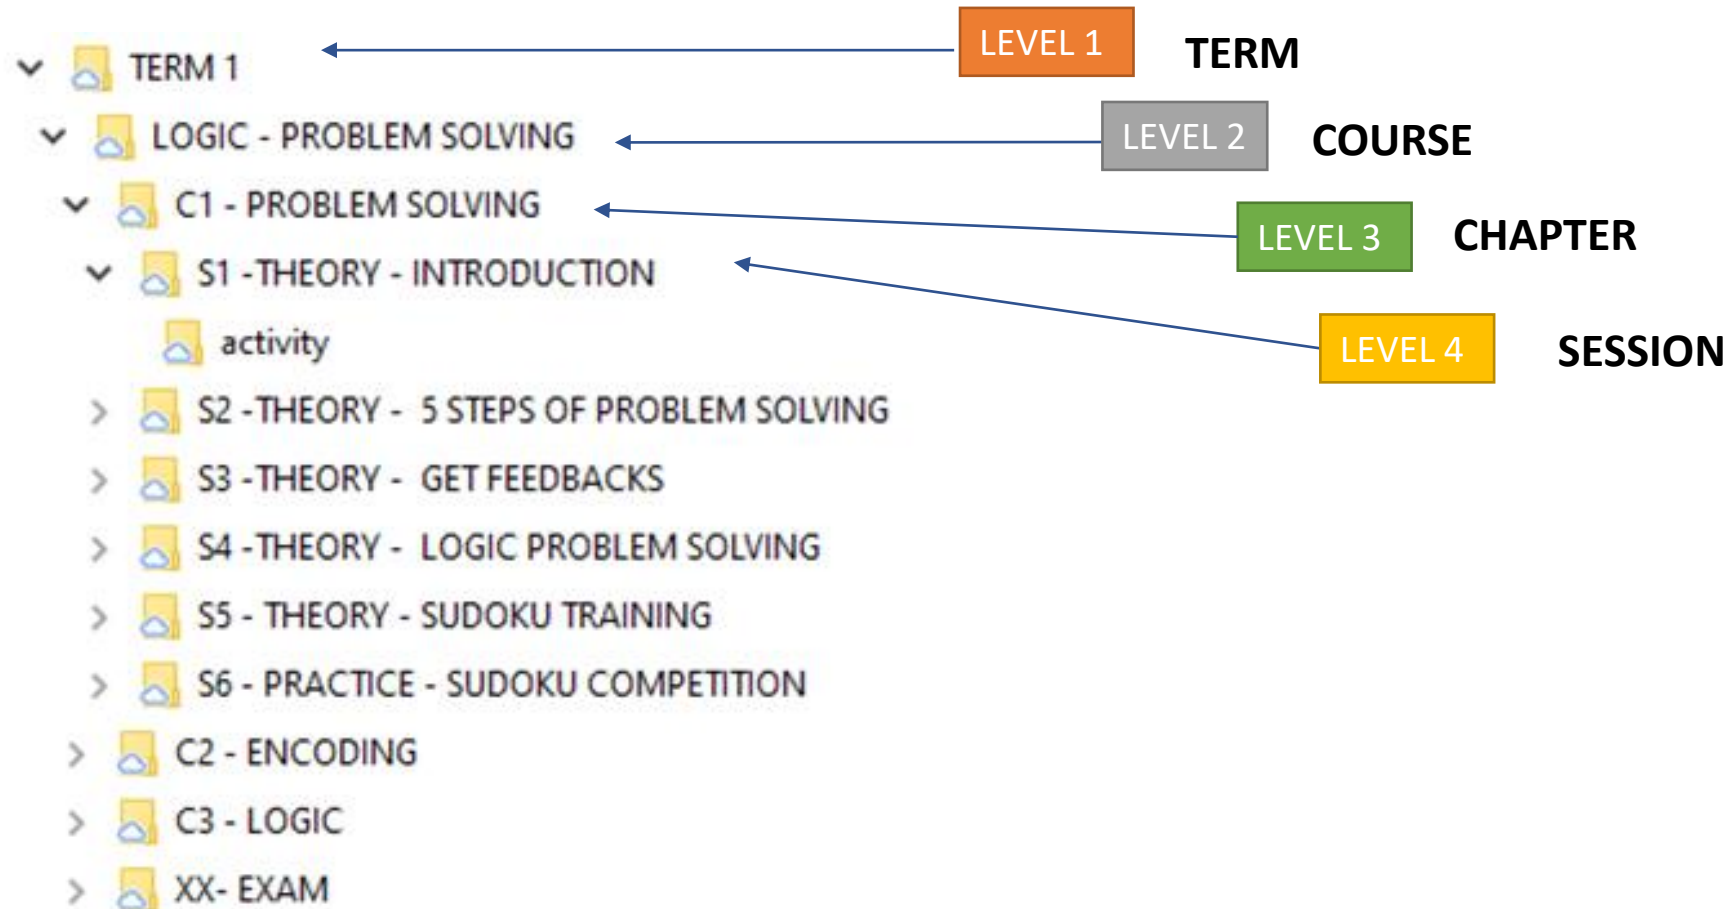 TERM 1
LEVEL 1
TERM
LOGIC - PROBLEM SOLVING
LEVEL 2
COURSE
C1 - PROBLEM SOLVING
LEVEL 3
CHAPTER
S1 -THEORY - INTRODUCTION
activity
LEVEL 4
SESSION
S2 -THEORY - 5 STEPS OF PROBLEM SOLVING
S3 -THEORY - GET FEEDBACKS
S4 -THEORY - LOGIC PROBLEM SOLVING
S5 - THEORY - SUDOKU TRAINING
S6 - PRACTICE - SUDOKU COMPETITION
C2 - ENCODING
C3 - LOGIC
XX- EXAM